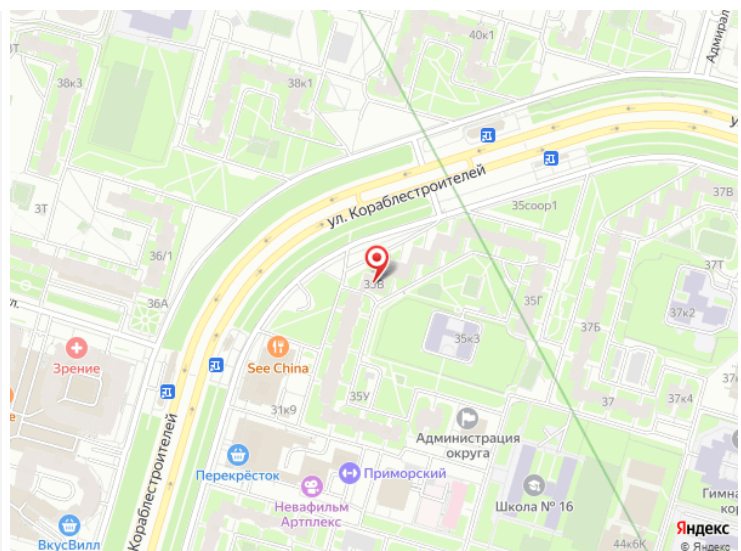 3Т
38к3
38к1
40к1
Адмирал
ул. Кораблестроителей
3Т
36/1
36А
ул.
35соор1
37В
37Т
37к2
35Г
37Б
35к3
35У
37
37к4
Зрение
See China
31к9
Администрация
округа
Перекрёсток
Приморский
Невафильм
Артплекс
Школа № 16
Кораблестроителей
ВкусВилл
44к6К
Яндекс
© Яндекс